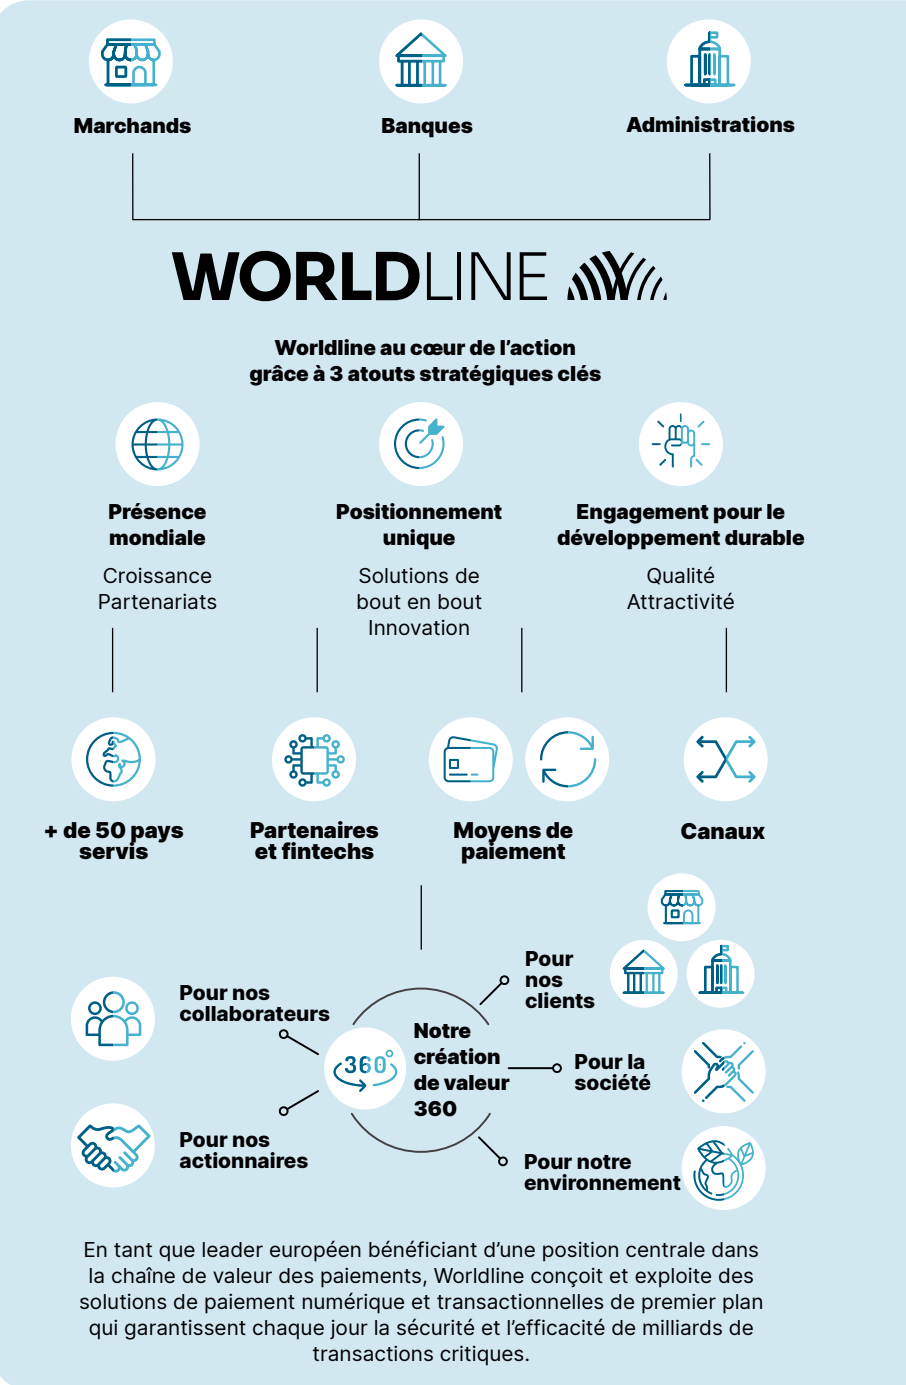 Marchands
Banques
Administrations
WORLDLINE
Worldline au cœur de l’action
grâce à 3 atouts stratégiques clés
Présence
mondiale
Croissance
Partenariats
Positionnement
unique
Solutions de
bout en bout
Innovation
Engagement pour le
développement durable
Qualité
Attractivité
+ de 50 pays
servis
Partenaires
et fintechs
Moyens de
paiement
Canaux
Pour nos
collaborateurs
Pour nos
actionnaires
360°
Notre
création
de valeur
360
Pour
nos
clients
Pour la
société
Pour notre
environnement
En tant que leader européen bénéficiant d’une position centrale dans
la chaîne de valeur des paiements, Worldline conçoit et exploite des
solutions de paiement numérique et transactionnelles de premier plan
qui garantissent chaque jour la sécurité et l’efficacité de milliards de
transactions critiques.